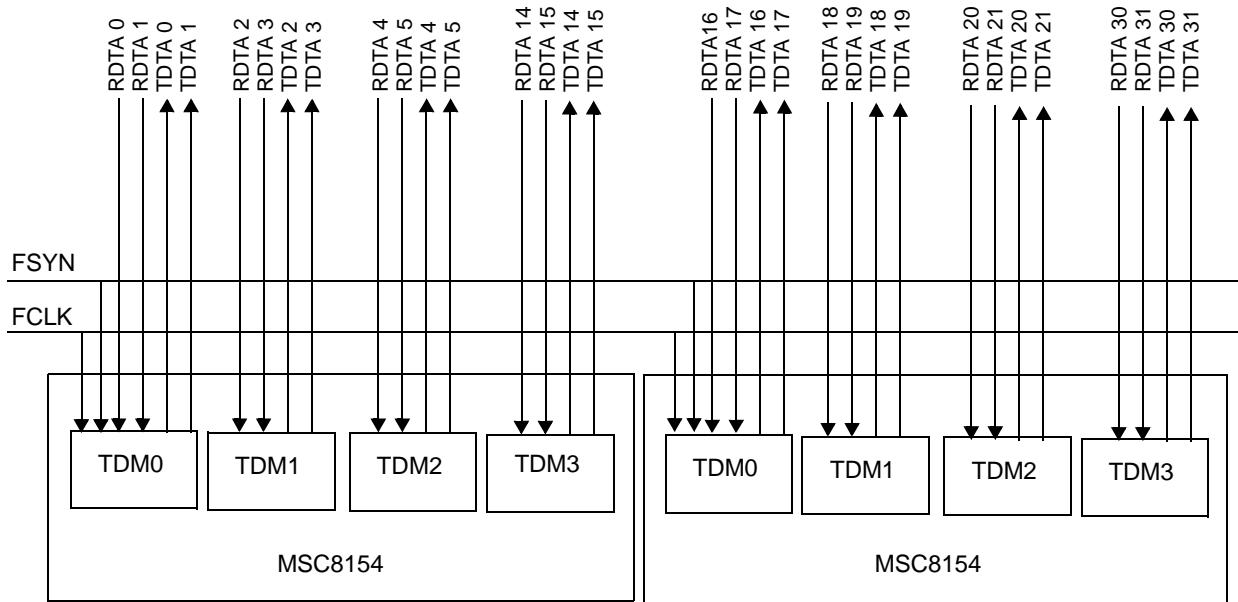 RDTA 0
RDTA 1
TDTA 0
TDTA 1
RDTA 2
RDTA 3
TDTA 2
TDTA 3
RDTA 4
RDTA 5
TDTA 4
TDTA 5
RDTA 14
RDTA 15
TDTA 14
TDTA 15
RDTA16
RDTA 17
TDTA 16
TDTA 17
RDTA 18
RDTA 19
TDTA 18
TDTA 19
RDTA 20
RDTA 21
TDTA 20
TDTA 21
RDTA 30
RDTA 31
TDTA 30
TDTA 31
FSYN
FCLK
TDM0
TDM1
TDM2
TDM3
MSC8154
TDM0
TDM1
TDM2
TDM3
MSC8154